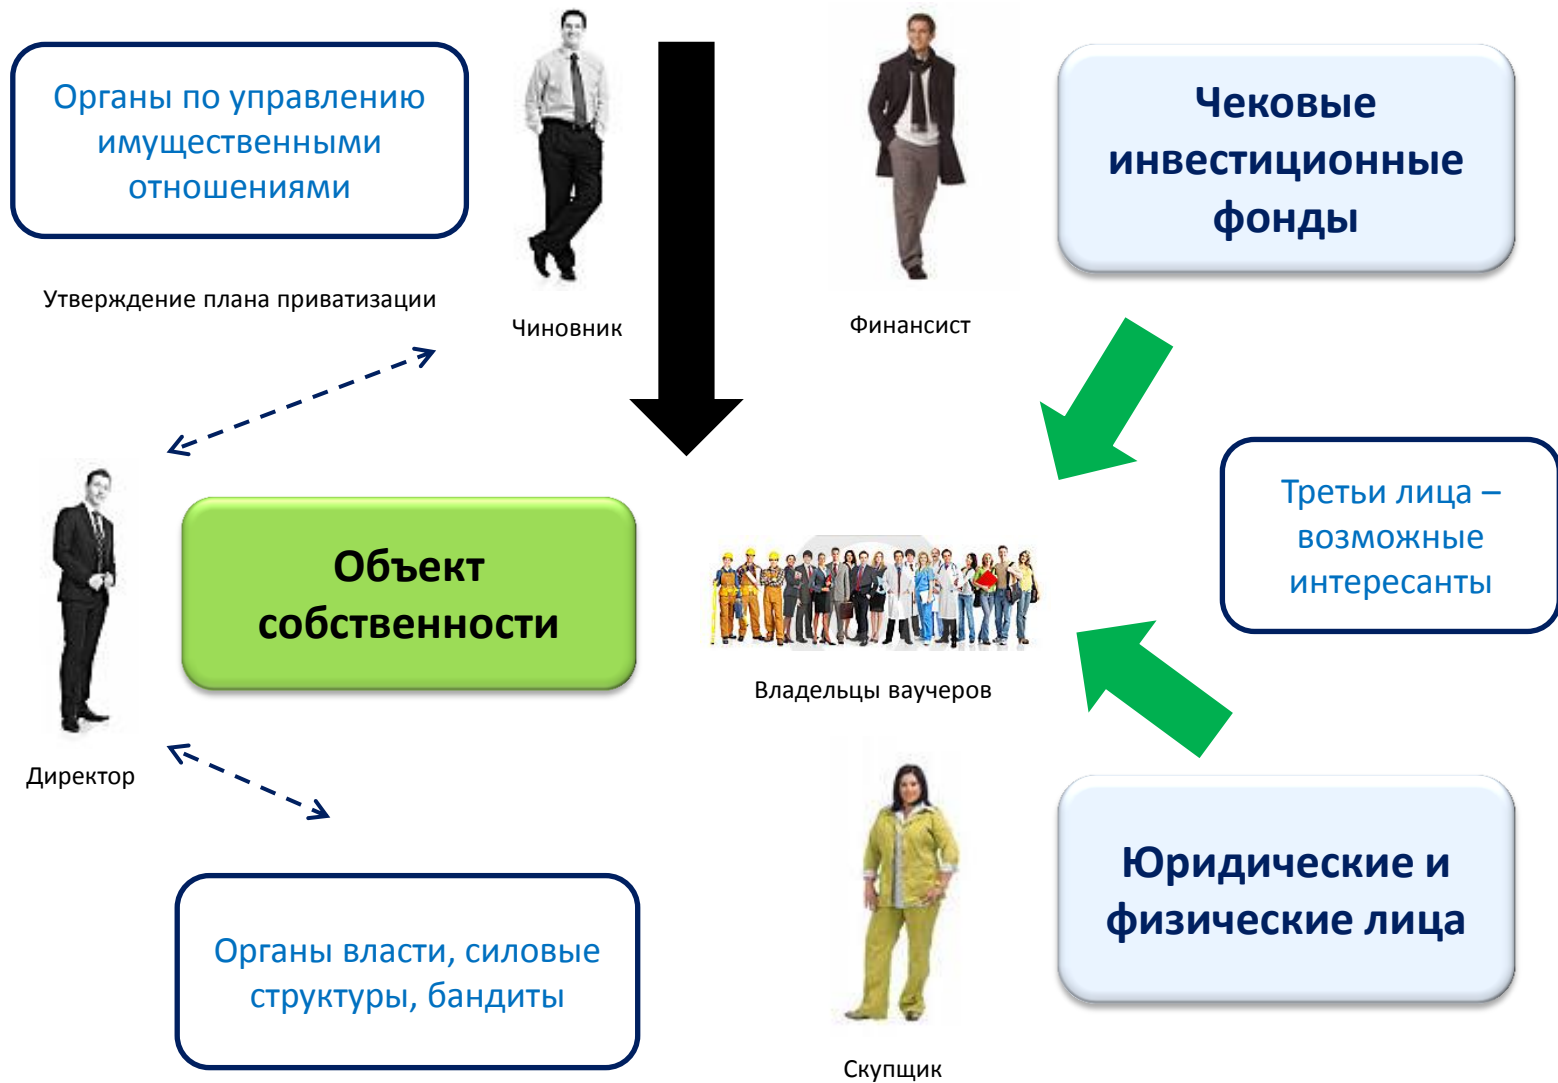 Органы по управлению
имущественными
отношениями
Утверждение плана приватизации
Чиновник
Финансист
Чековые
инвестиционные
фонды
Третьи лица –
возможные
интересанты
Объект
собственности
Владельцы ваучеров
Директор
Органы власти, силовые
структуры, бандиты
Скупщик
Юридические и
физические лица